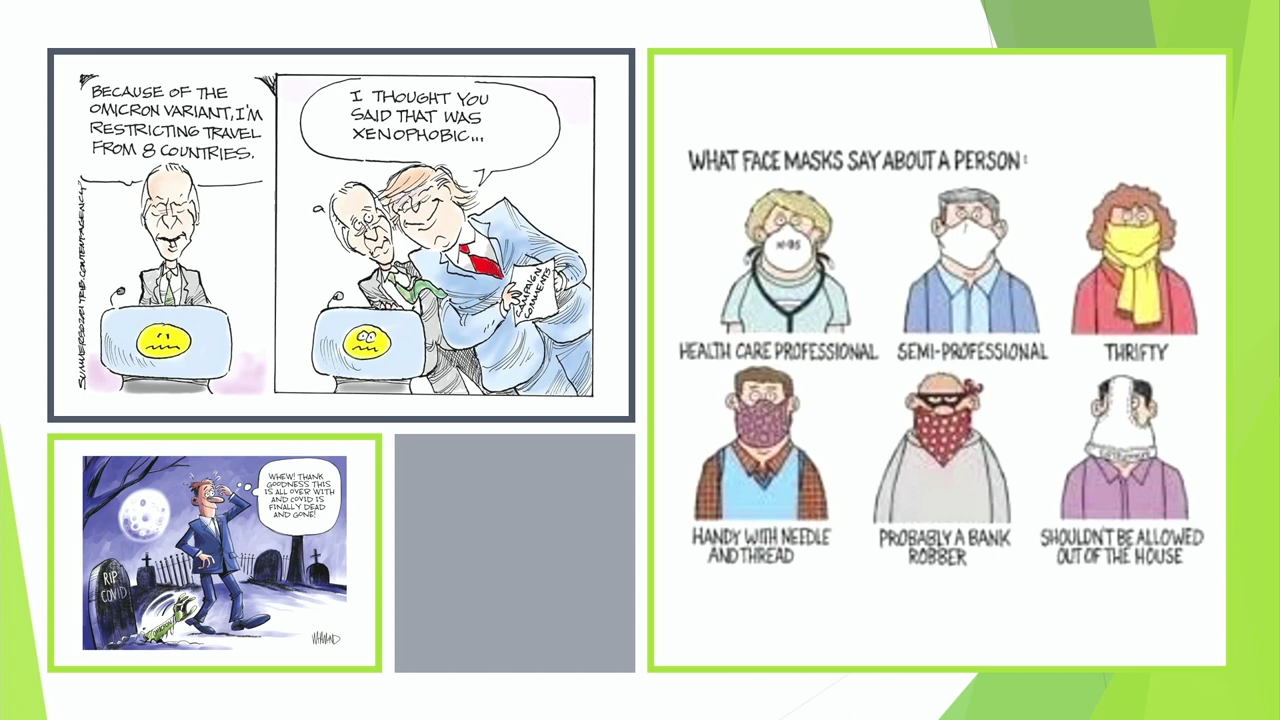 BECAUSE OF THE
OMICRON VARIANT, I'M
RESTRICTING TRAVEL
FROM 8 COUNTRIES.
I THOUGHT YOU
SAID THAT WAS
XENOPHOBIC...
CAMPAIGN
COMMENTS
WHEW! THANK
GOODNESS THIS
IS ALL OVER WITH
AND COVID IS
FINALLY DEAD
AND GONE!
RIP
COVID
WHAT FACE MASKS SAY ABOUT A PERSON:
N-95
HEALTH CARE PROFESSIONAL
SEMI-PROFESSIONAL
THRIFTY
HANDY WITH NEEDLE
AND THREAD
PROBABLY A BANK
ROBBER
SHOULDN'T BE ALLOWED
OUT OF THE HOUSE